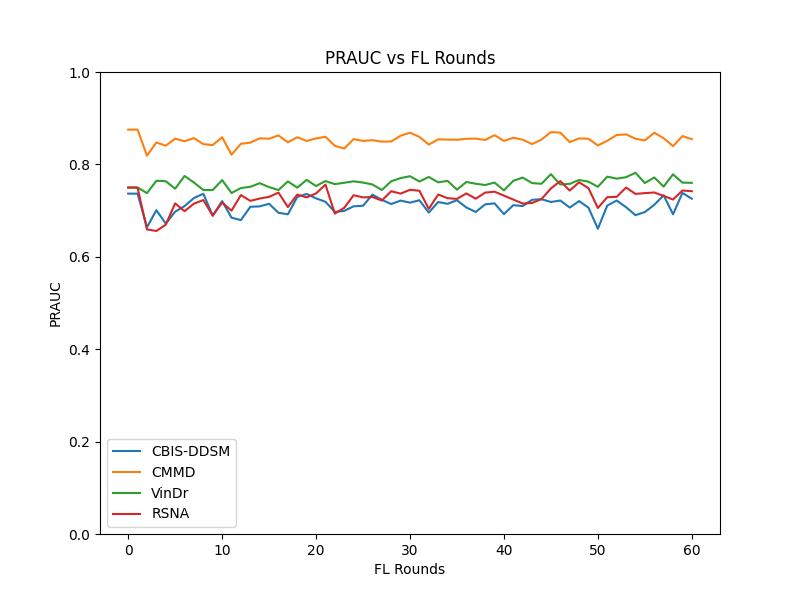 PRAUC vs FL Rounds
1.0
0.8
0.6
0.4
0.2
0.0
PRAUC
CBIS-DDSM
CMMD
VinDr
RSNA
0 10 20 30 40 50 60
FL Rounds